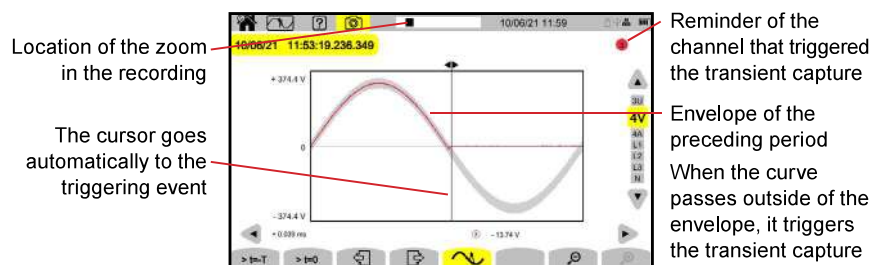 10/06/21 11:59
Location of the zoom
in the recording
10/06/21 11:53:19.236.349
Reminder of the
channel that triggered
the transient capture
+ 374.4 V
3U
4V
4A
L1
L2
L3
N
Envelope of the
preceding period
The cursor goes
automatically to the
triggering event
0
When the curve
passes outside of the
envelope, it triggers
the transient capture
- 374.4 V
+ 0.039 ms
- 13.74 V
> t=-T
> t=0